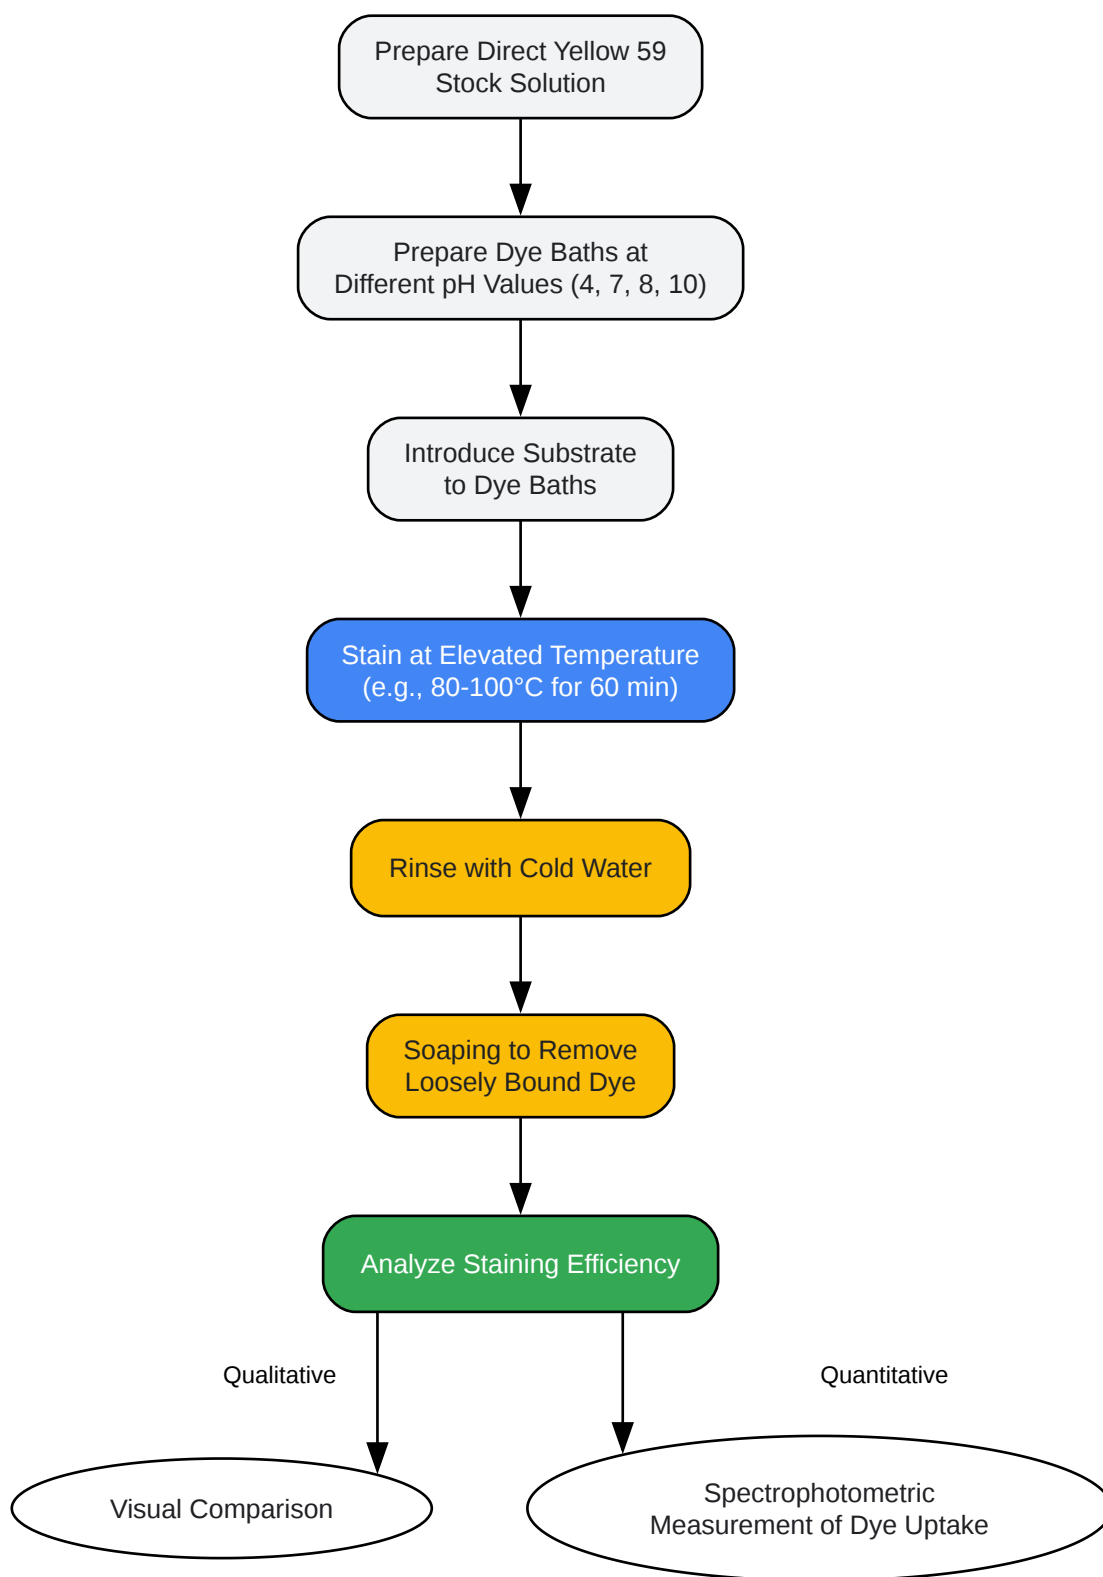 Prepare Direct Yellow 59
Stock Solution
Prepare Dye Baths at
Different pH Values (4, 7, 8, 10)
Introduce Substrate
to Dye Baths
Stain at Elevated Temperature
(e.g., 80-100°C for 60 min)
Rinse with Cold Water
Soaping to Remove
Loosely Bound Dye
Analyze Staining Efficiency
Qualitative
Quantitative
Visual Comparison
Spectrophotometric
Measurement of Dye Uptake